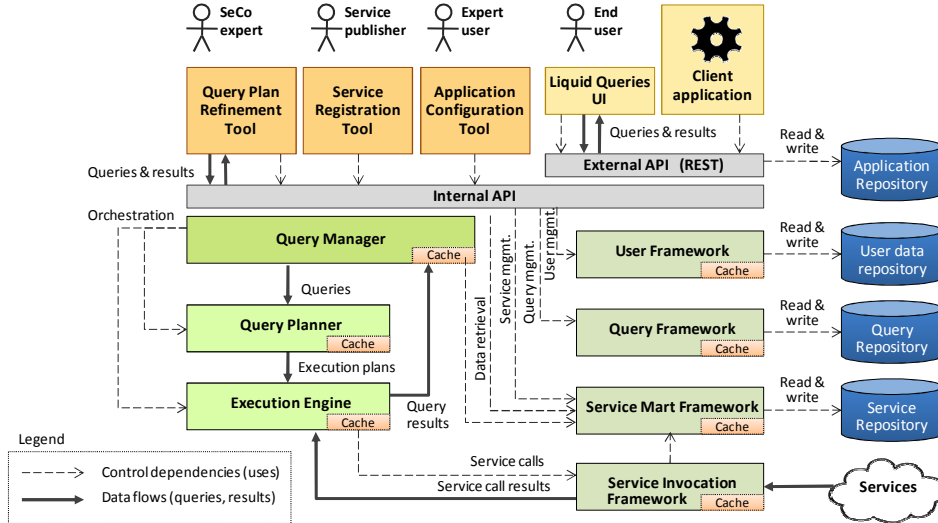 SeCo
expert
Service
publisher
Expert
user
End
user
Query Plan
Refinement
Tool
Service
Registration
Tool
Application
Configuration
Tool
Liquid Queries
UI
Client
application
Queries & results
Read &
write
Application
Repository
External API   (REST)
Queries & results
Internal API
Orchestration
Query Manager
Cache
Data retrieval
Service mgmt.
Query mgmt.
User mgmt.
User Framework
Cache
Read &
write
User data
repository
Queries
Query Planner
Cache
Query Framework
Cache
Read &
write
Query
Repository
Execution plans
Execution Engine
Cache
Query
results
Service Mart Framework
Cache
Read &
write
Service
Repository
Legend
Control dependencies (uses)
Data flows (queries, results)
Service calls
Service call results
Service Invocation
Framework
Cache
Services